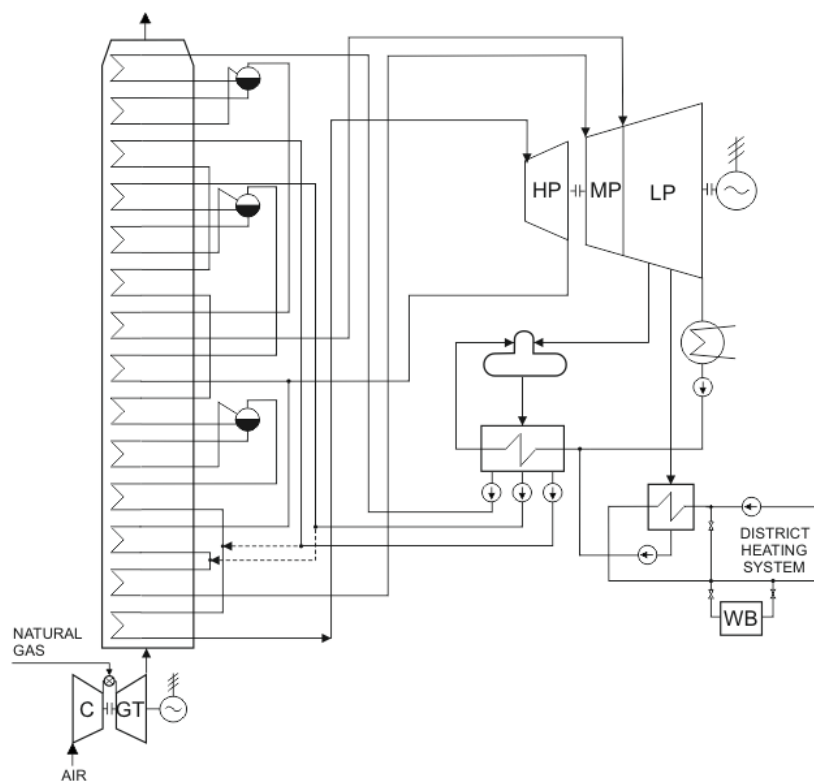 HP
MP
LP
DISTRICT
HEATING
SYSTEM
WB
NATURAL
GAS
C
GT
AIR